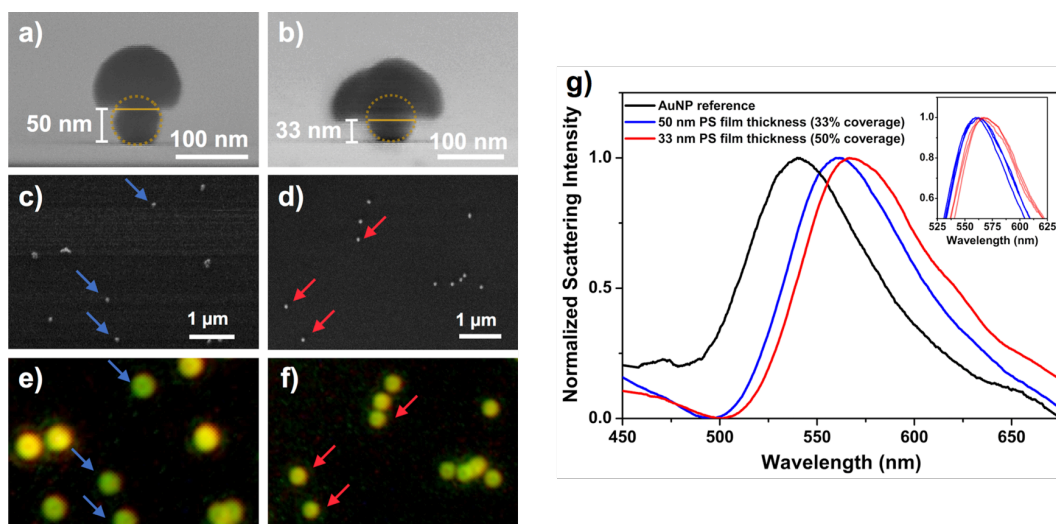 a)
50 nm
100 nm
b)
33 nm
100 nm
c)
1 µm
d)
1 µm
e)
f)
g)
AuNP reference
50 nm PS film thickness (33% coverage)
33 nm PS film thickness (50% coverage)
Normalized Scattering Intensity
1.0
0.5
0.0
450 500 550 600 650
Wavelength (nm)
1.0
0.8
0.6
525 550 575 600 625
Wavelength (nm)